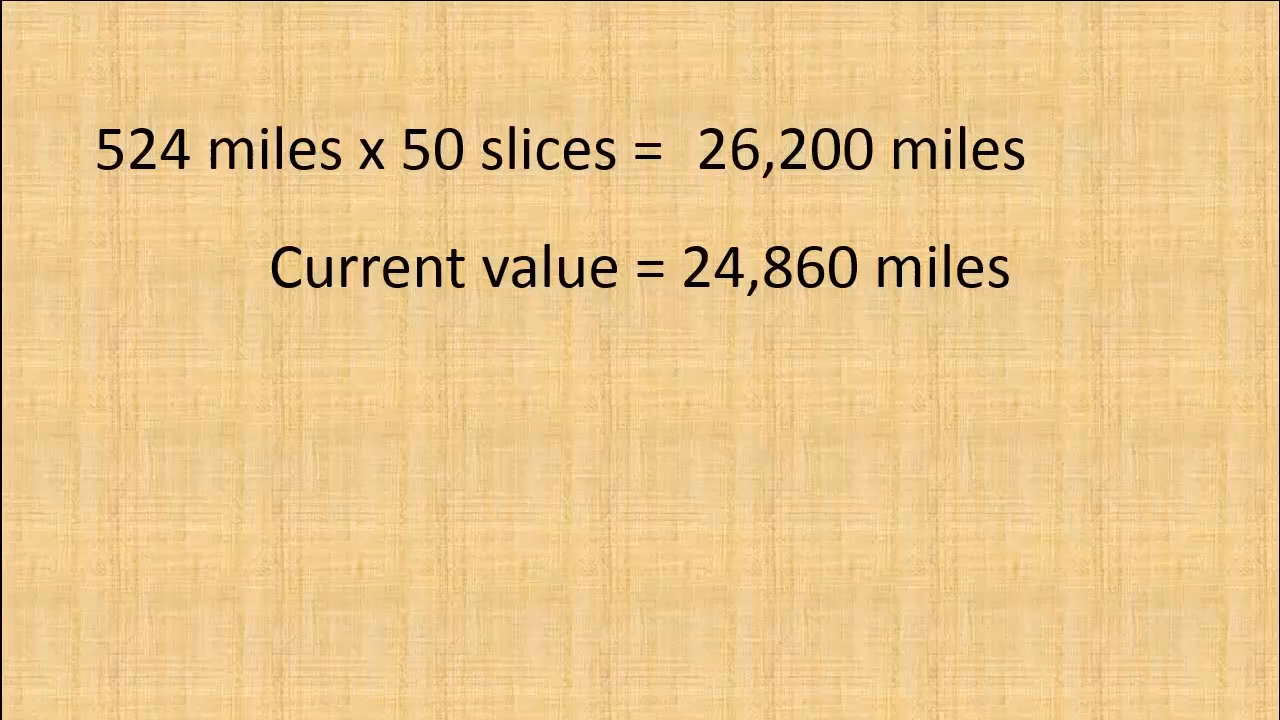 524 miles x 50 slices = 26,200 miles
Current value = 24,860 miles